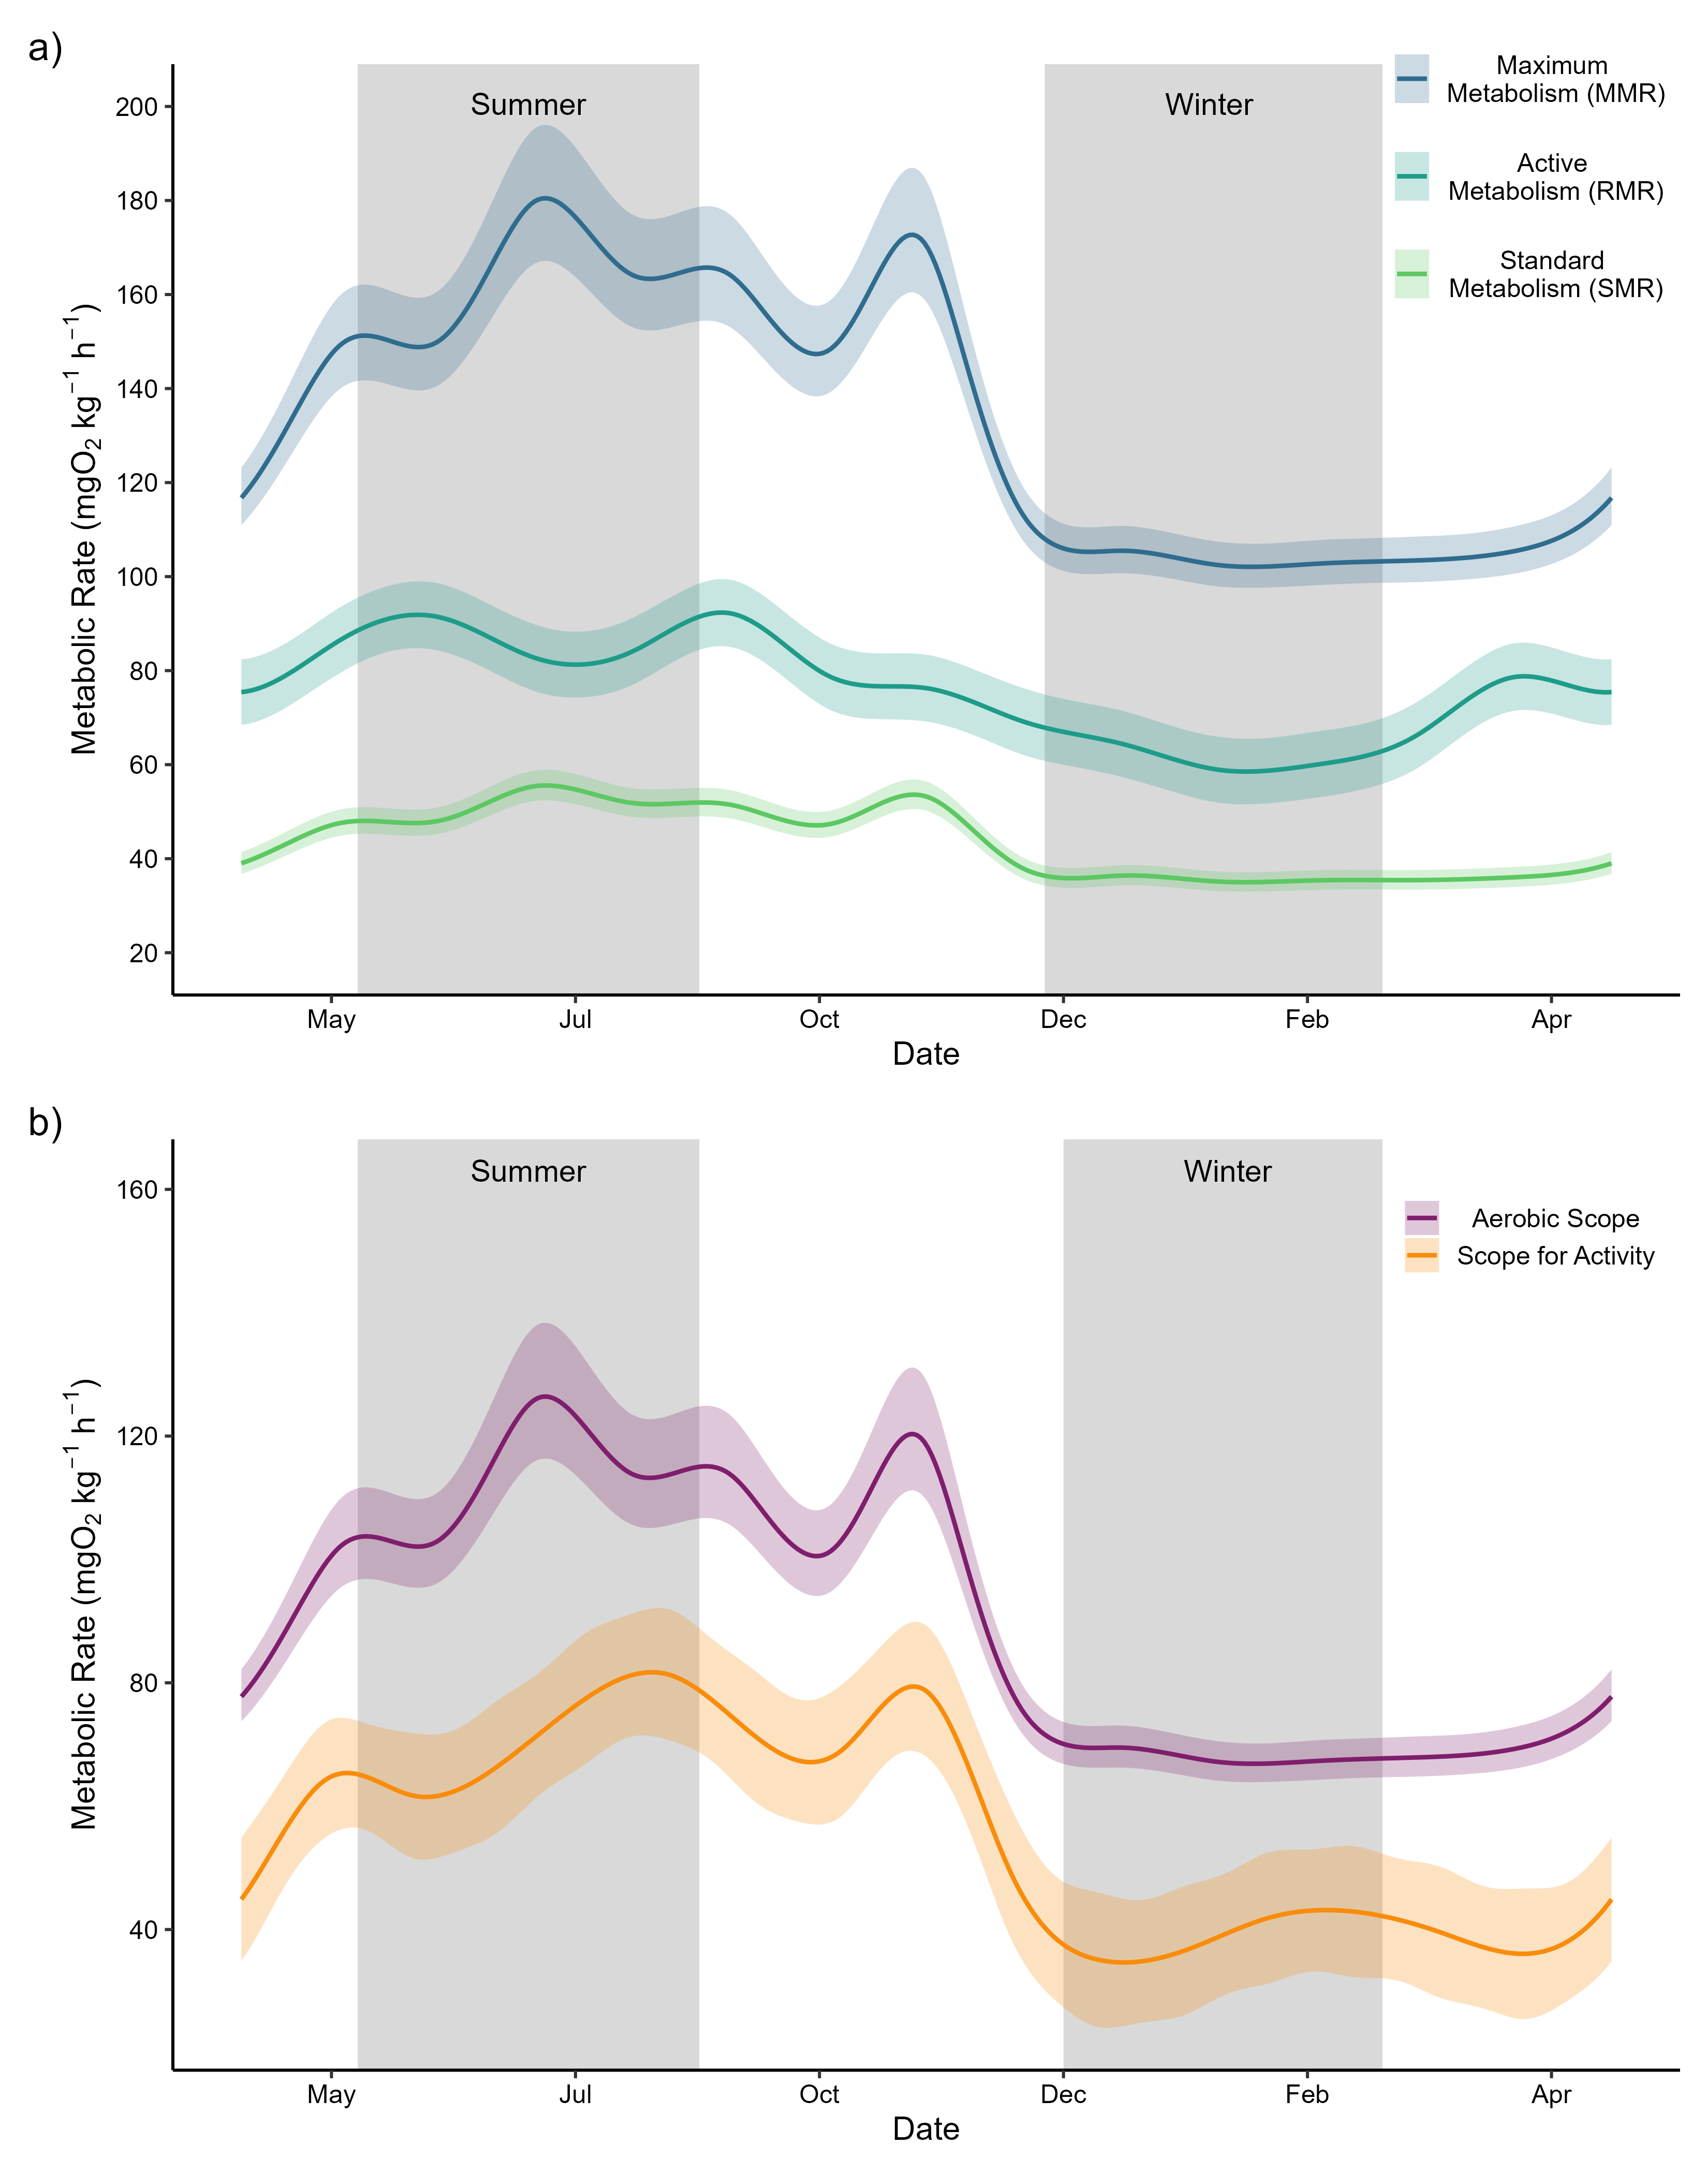 a)
Summer
Winter
Maximum
Metabolism (MMR)
Active
Metabolism (RMR)
Standard
Metabolism (SMR)
200
180
160
140
120
100
80
60
40
20
Metabolic Rate (mgO₂ kg⁻¹ h⁻¹)
May Jul Oct Dec Feb Apr
Date
b)
Summer
Winter
Aerobic Scope
Scope for Activity
160
120
80
40
Metabolic Rate (mgO₂ kg⁻¹ h⁻¹)
May Jul Oct Dec Feb Apr
Date